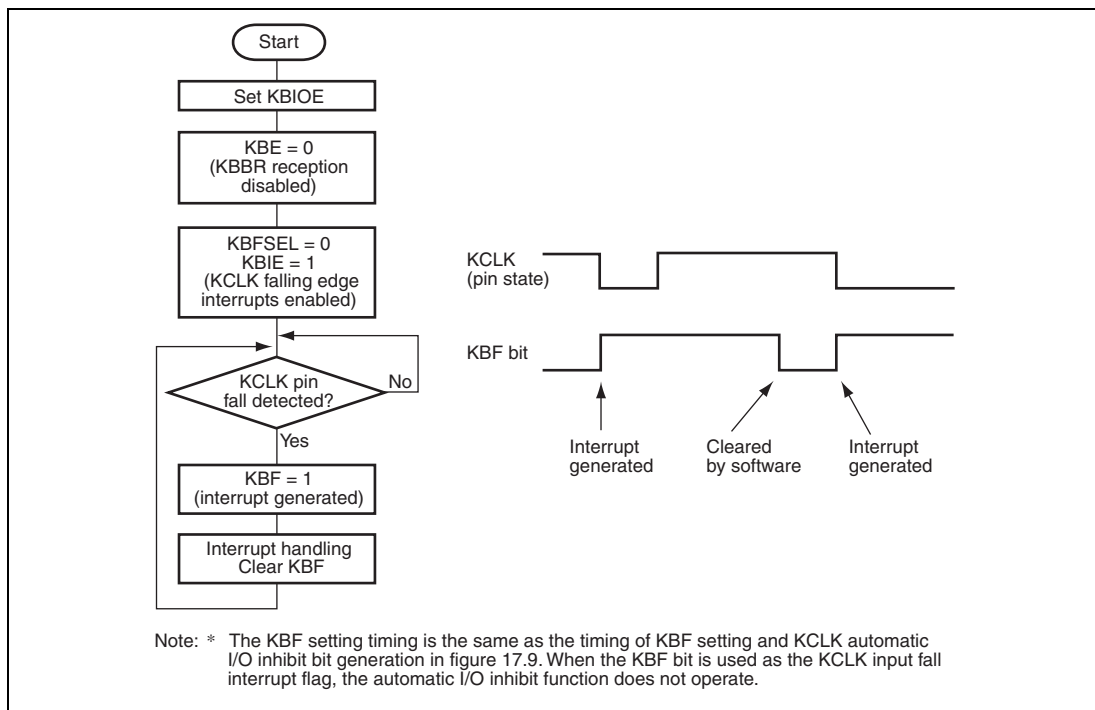 Start
Set KBIOE
KBE = 0
(KBBR reception
disabled)
KBFSEL = 0
KBIE = 1
(KCLK falling edge
interrupts enabled)
KCLK pin
fall detected?
No
Yes
KBF = 1
(interrupt generated)
Interrupt handling
Clear KBF
KCLK
(pin state)
KBF bit
Interrupt
generated
Cleared
by software
Interrupt
generated
Note: * The KBF setting timing is the same as the timing of KBF setting and KCLK automatic
I/O inhibit bit generation in figure 17.9. When the KBF bit is used as the KCLK input fall
interrupt flag, the automatic I/O inhibit function does not operate.